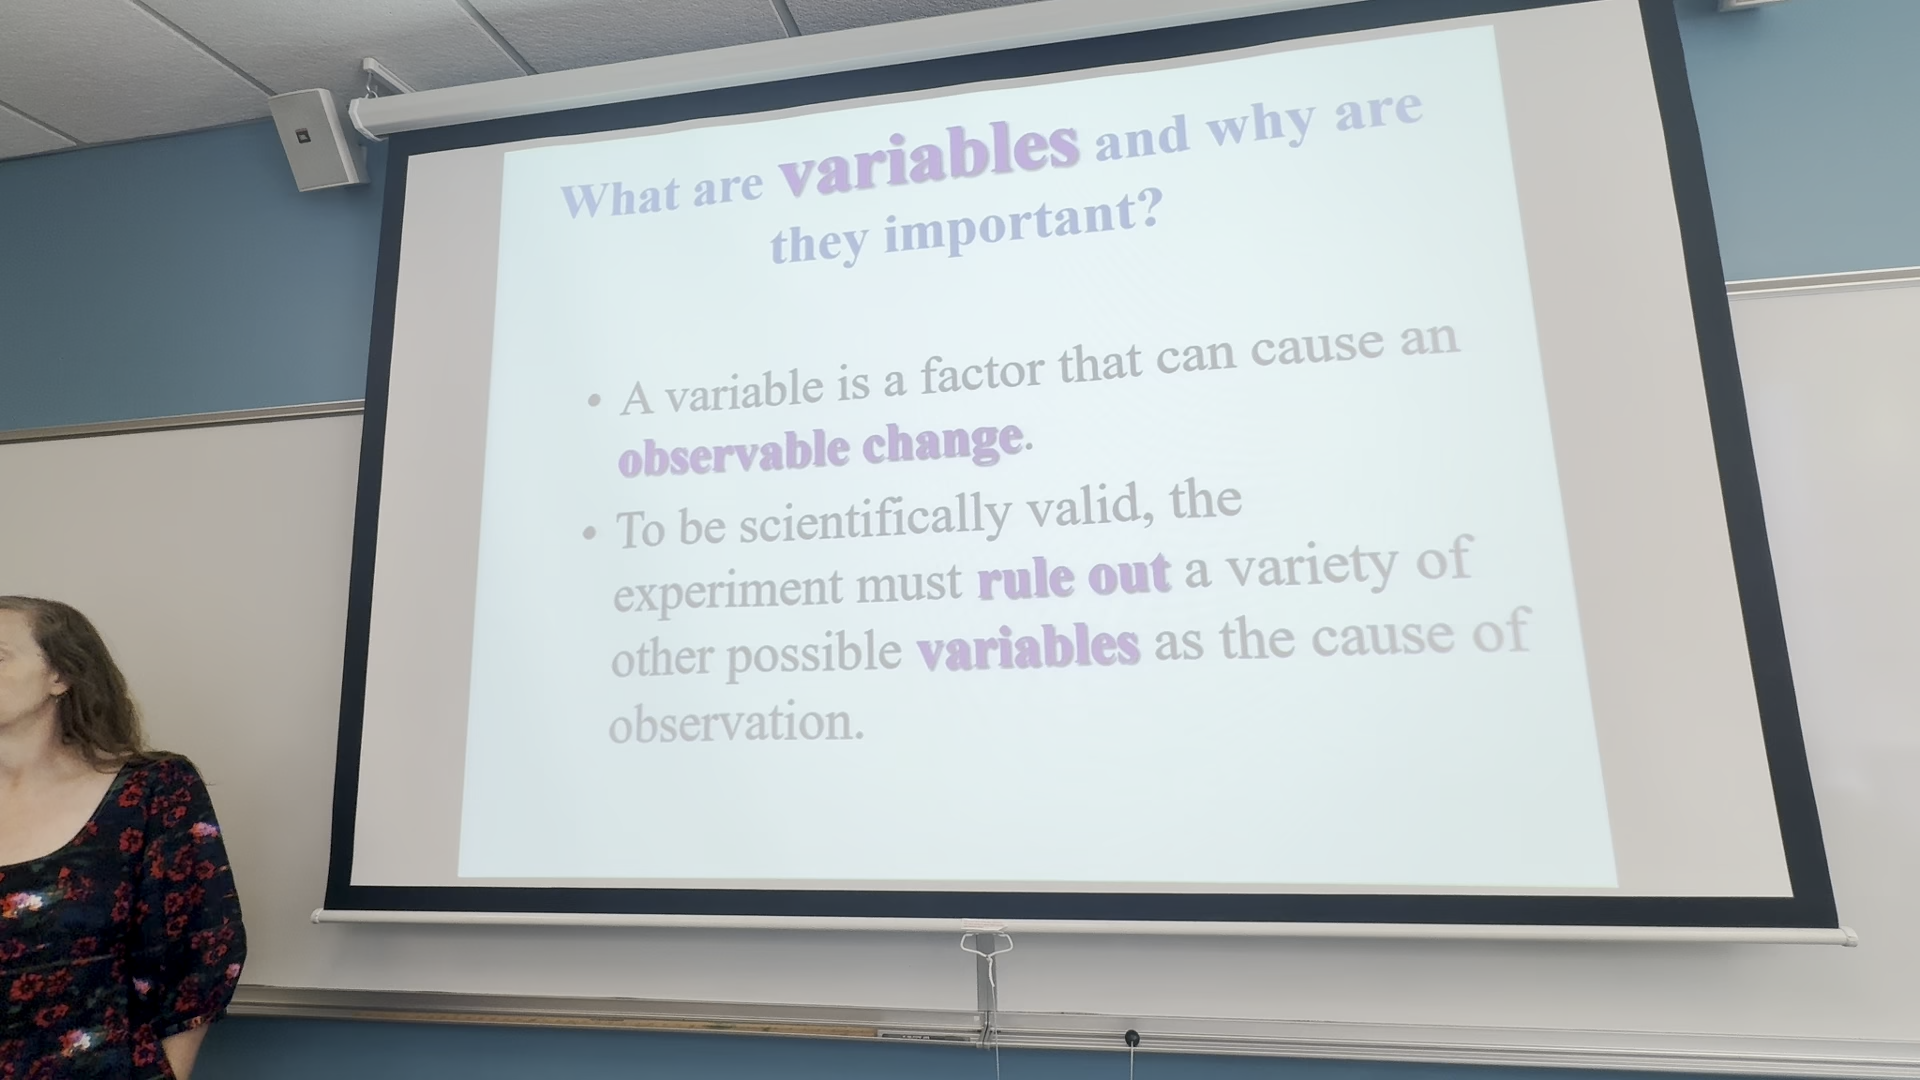 What are variables and why are
they important?
• A variable is a factor that can cause an
observable change.
• To be scientifically valid, the
experiment must rule out a variety of
other possible variables as the cause of
observation.